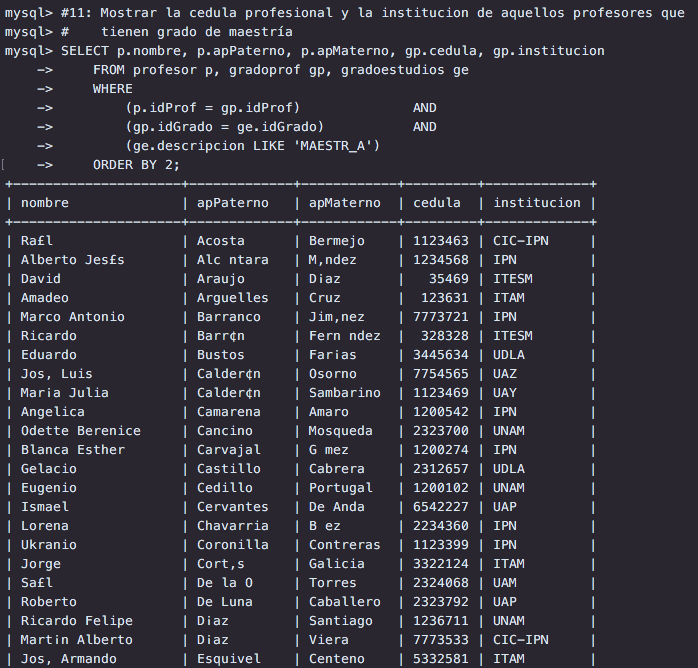 mysql> #11: Mostrar la cedula profesional y la institucion de aquellos profesores que
mysql> #    tienen grado de maestría
mysql> SELECT p.nombre, p.apPaterno, p.apMaterno, gp.cedula, gp.institucion
    ->     FROM profesor p, gradoprof gp, gradoestudios ge
    ->     WHERE
    ->         (p.idProf = gp.idProf)              AND
    ->         (gp.idGrado = ge.idGrado)           AND
    ->         (ge.descripcion LIKE 'MAESTR_A')
[   ->     ORDER BY 2;
+---------------------+-------------+------------+---------+-------------+
| nombre              | apPaterno   | apMaterno  | cedula  | institucion |
+---------------------+-------------+------------+---------+-------------+
| Ra£l                | Acosta      | Bermejo    | 1123463 | CIC-IPN     |
| Alberto Jes£s       | Alc ntara   | M‚ndez     | 1234568 | IPN         |
| David               | Araujo      | D¡az       |   35469 | ITESM       |
| Amadeo              | Arguelles   | Cruz       |  123631 | ITAM        |
| Marco Antonio       | Barranco    | Jim‚nez    | 7773721 | IPN         |
| Ricardo             | Barr¢n      | Fern ndez  |  328328 | ITESM       |
| Eduardo             | Bustos      | Far¡as     | 3445634 | UDLA        |
| Jos‚ Luis           | Calder¢n    | Osorno     | 7754565 | UAZ         |
| Mar¡a Julia         | Calder¢n    | Sambarino  | 1123469 | UAY         |
| Angelica            | Camarena    | Amaro      | 1200542 | IPN         |
| Odette Berenice     | Cancino     | Mosqueda   | 2323700 | UNAM        |
| Blanca Esther       | Carvajal    | G mez      | 1200274 | IPN         |
| Gelacio             | Castillo    | Cabrera    | 2312657 | UDLA        |
| Eugenio             | Cedillo     | Portugal   | 1200102 | UNAM        |
| Ismael              | Cervantes   | De Anda    | 6542227 | UAP         |
| Lorena              | Chavarria   | B ez       | 2234360 | IPN         |
| Ukranio             | Coronilla   | Contreras  | 1123399 | IPN         |
| Jorge               | Cort‚s      | Galicia    | 3322124 | ITAM        |
| Sa£l                | De la O     | Torres     | 2324068 | UAM         |
| Roberto             | De Luna     | Caballero  | 2323792 | UAP         |
| Ricardo Felipe      | D¡az        | Santiago   | 1236711 | UNAM        |
| Mart¡n Alberto      | D¡az        | Viera      | 7773533 | CIC-IPN     |
| Jos‚ Armando        | Esquivel    | Centeno    | 5332581 | ITAM        |